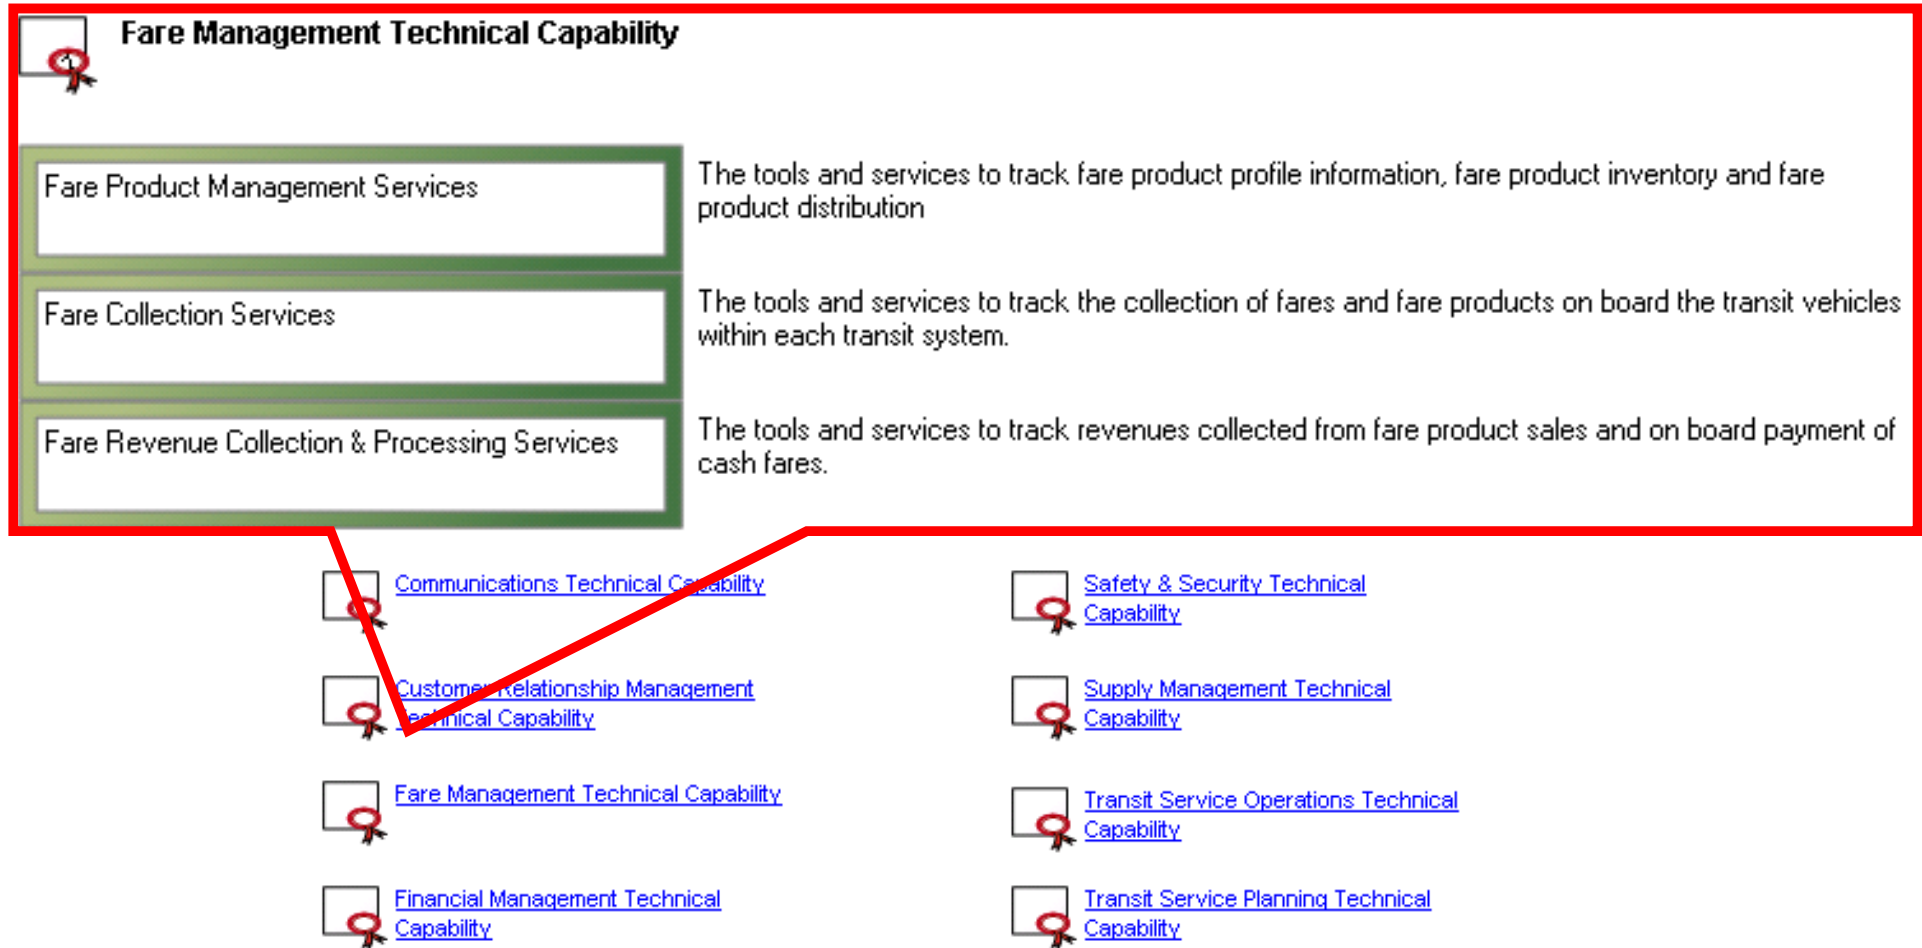 Fare Management Technical Capability
Fare Product Management Services
The tools and services to track fare product profile information, fare product inventory and fare
product distribution
Fare Collection Services
The tools and services to track the collection of fares and fare products on board the transit vehicles
within each transit system.
Fare Revenue Collection & Processing Services
The tools and services to track revenues collected from fare product sales and on board payment of
cash fares.
Communications Technical Capability
Customer Relationship Management
Technical Capability
Fare Management Technical Capability
Financial Management Technical
Capability
Safety & Security Technical
Capability
Supply Management Technical
Capability
Transit Service Operations Technical
Capability
Transit Service Planning Technical
Capability